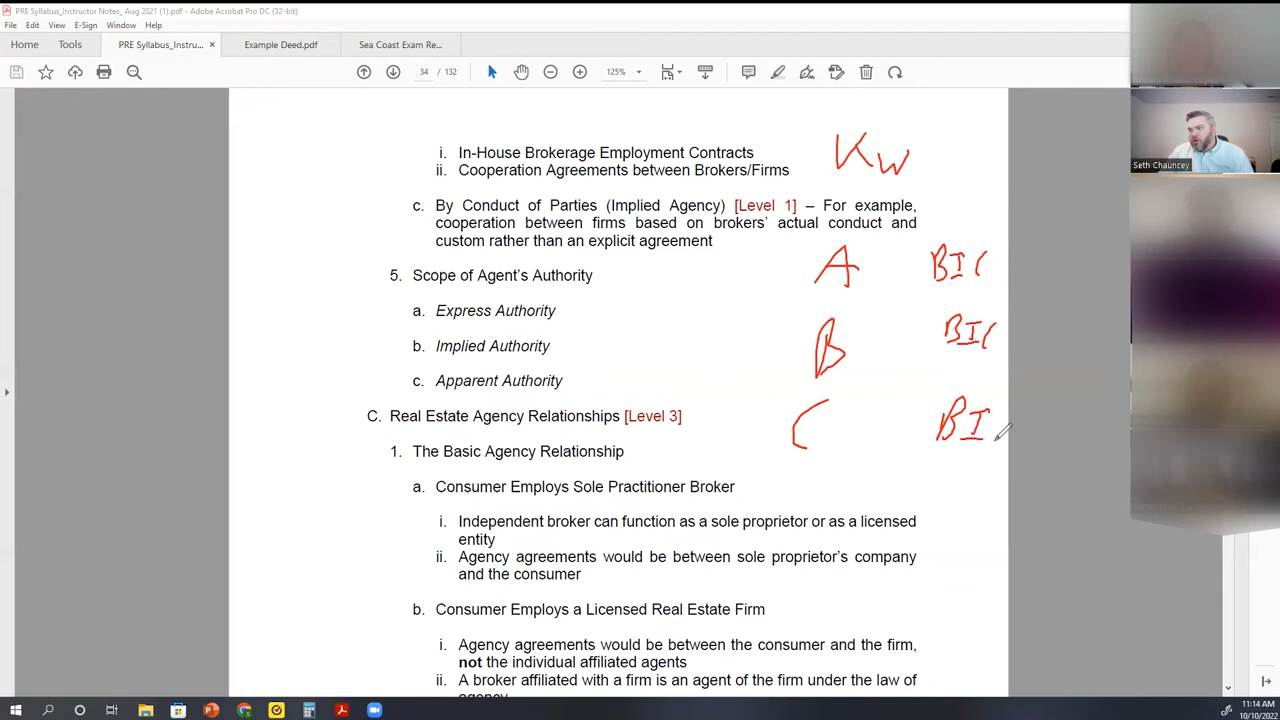 PRE Syllabus_Instructor Notes_ Aug 2021 (1).pdf - Adobe Acrobat Pro DC (32-bit)
File Edit View E-Sign Window Help
Home Tools PRE Syllabus_Instru... × Example Deed.pdf Sea Coast Exam Re...
34 / 132 125%
i. In-House Brokerage Employment Contracts
ii. Cooperation Agreements between Brokers/Firms
KW
c. By Conduct of Parties (Implied Agency) [Level 1] – For example,
cooperation between firms based on brokers' actual conduct and
custom rather than an explicit agreement
5. Scope of Agent's Authority
A BIC
a. Express Authority
b. Implied Authority
B BIC
c. Apparent Authority
C. Real Estate Agency Relationships [Level 3]
C BI
1. The Basic Agency Relationship
a. Consumer Employs Sole Practitioner Broker
i. Independent broker can function as a sole proprietor or as a licensed
entity
ii. Agency agreements would be between sole proprietor's company
and the consumer
b. Consumer Employs a Licensed Real Estate Firm
i. Agency agreements would be between the consumer and the firm,
not the individual affiliated agents
ii. A broker affiliated with a firm is an agent of the firm under the law of
agency
Seth Chauncey
11:14 AM
10/10/2022